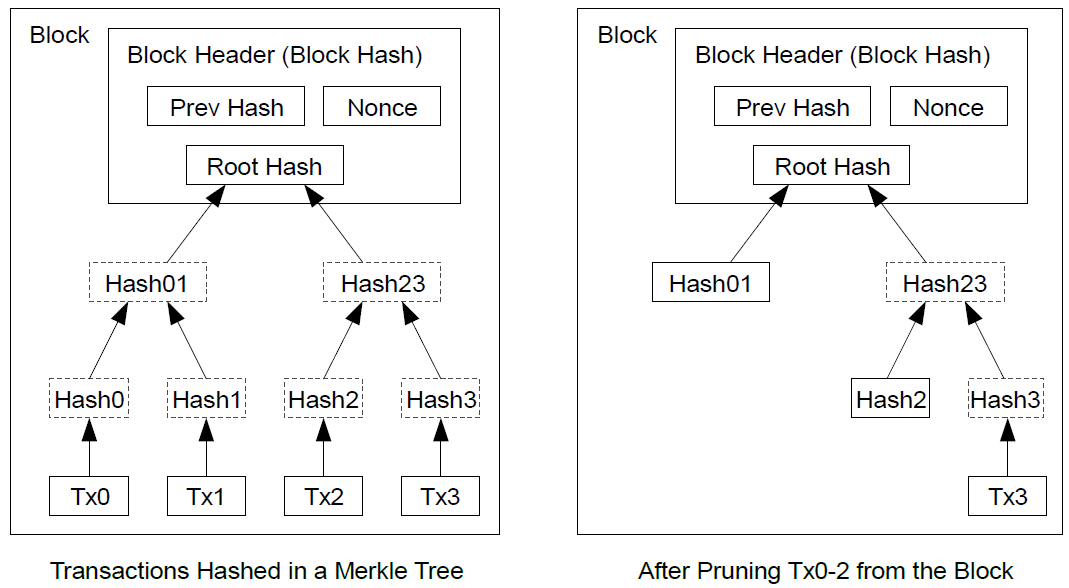 Block
Block Header (Block Hash)
Prev Hash
Nonce
Root Hash
Hash01
Hash23
Hash0
Hash1
Hash2
Hash3
Tx0
Tx1
Tx2
Tx3
Transactions Hashed in a Merkle Tree
Block
Block Header (Block Hash)
Prev Hash
Nonce
Root Hash
Hash01
Hash23
Hash2
Hash3
Tx3
After Pruning Tx0-2 from the Block